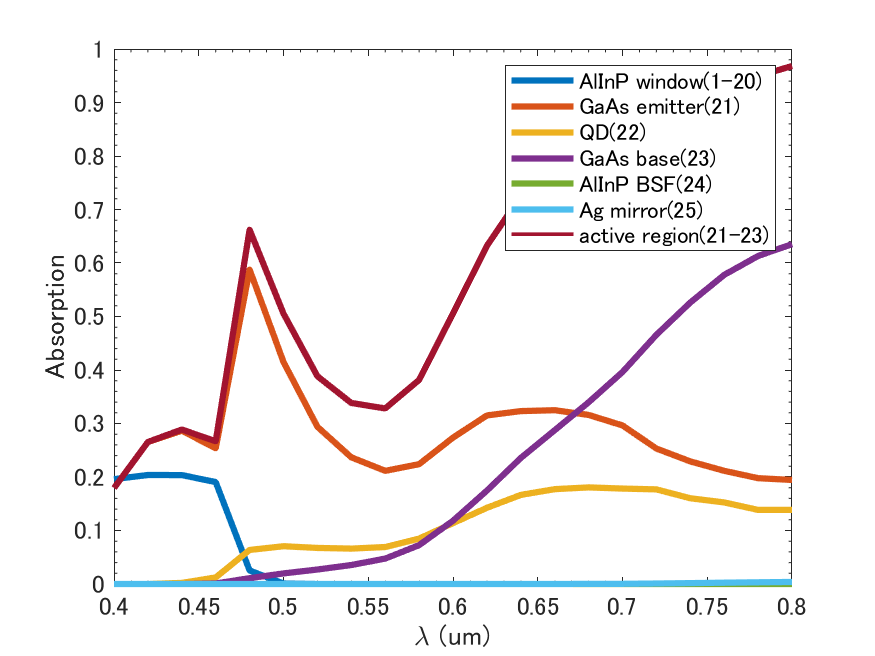 1
0.9
0.8
0.7
0.6
0.5
0.4
0.3
0.2
0.1
0
Absorption
AlInP window(1-20)
GaAs emitter(21)
QD(22)
GaAs base(23)
AlInP BSF(24)
Ag mirror(25)
active region(21-23)
0.4 0.45 0.5 0.55 0.6 0.65 0.7 0.75 0.8
λ (um)